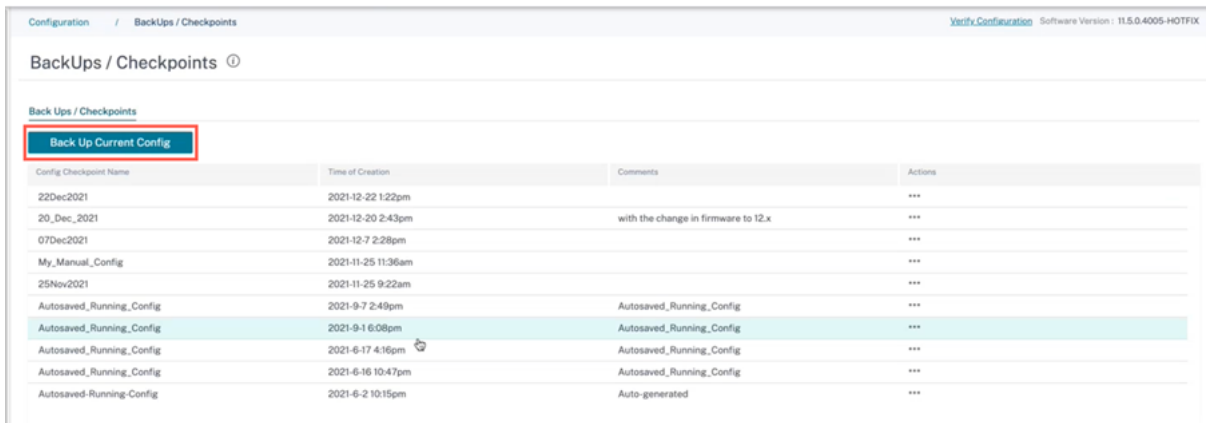 Configuration / BackUps / Checkpoints Verify Configuration Software Version : 11.5.0.4005-HOTFIX
BackUps / Checkpoints
Back Ups / Checkpoints
Back Up Current Config
Config Checkpoint Name Time of Creation Comments Actions
22Dec2021 2021-12-22 1:22pm ***
20_Dec_2021 2021-12-20 2:43pm with the change in firmware to 12.x ***
07Dec2021 2021-12-7 2:28pm ***
My_Manual_Config 2021-11-25 11:36am ***
25Nov2021 2021-11-25 9:22am ***
Autosaved_Running_Config 2021-9-7 2:49pm Autosaved_Running_Config ***
Autosaved_Running_Config 2021-9-1 6:08pm Autosaved_Running_Config ***
Autosaved_Running_Config 2021-6-17 4:16pm Autosaved_Running_Config ***
Autosaved_Running_Config 2021-6-16 10:47pm Autosaved_Running_Config ***
Autosaved-Running-Config 2021-6-2 10:15pm Auto-generated ***